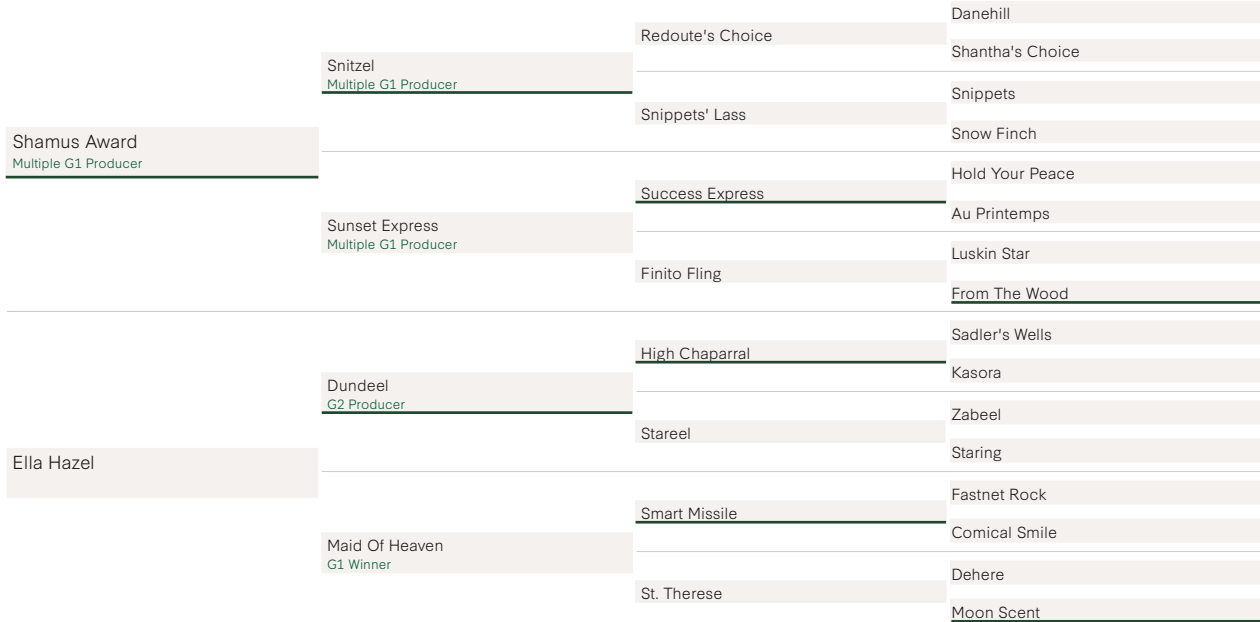 Danehill
Redoute's Choice
Shantha's Choice
Snitzel
Multiple G1 Producer
Snippets
Snippets' Lass
Snow Finch
Shamus Award
Multiple G1 Producer
Hold Your Peace
Success Express
Au Printemps
Sunset Express
Multiple G1 Producer
Luskin Star
Finito Fling
From The Wood
Sadler's Wells
High Chaparral
Kasora
Dundeel
G2 Producer
Zabeel
Stareel
Staring
Ella Hazel
Fastnet Rock
Smart Missile
Comical Smile
Maid Of Heaven
G1 Winner
Dehere
St. Therese
Moon Scent